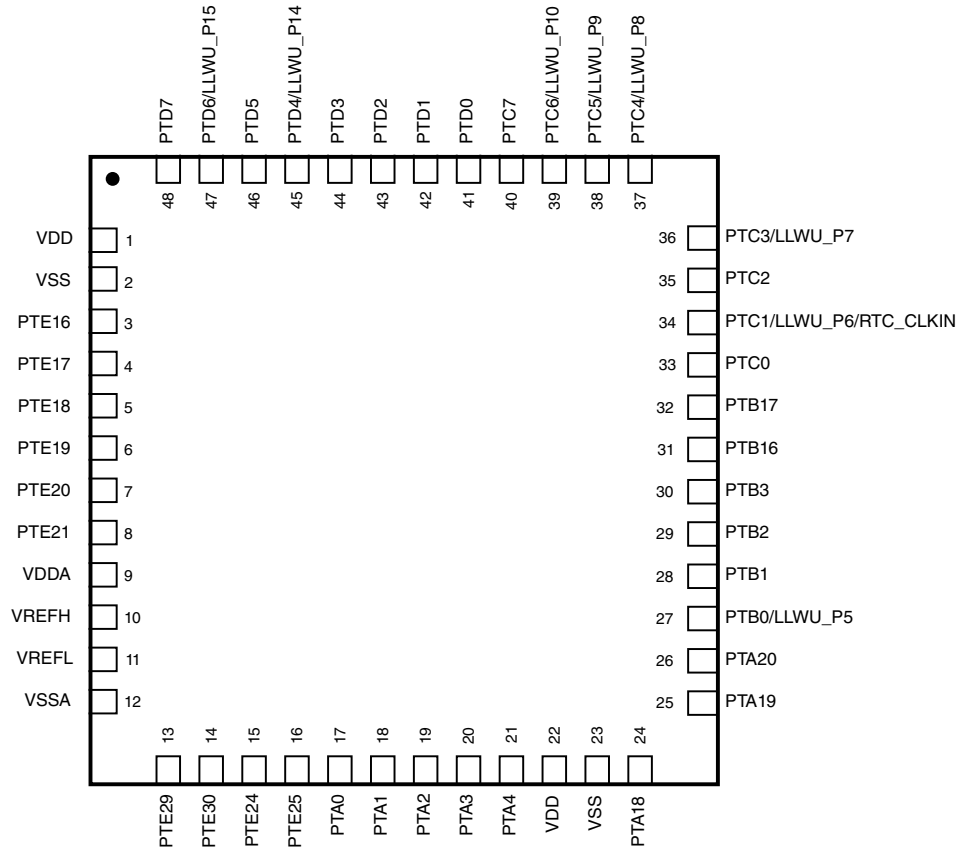 PTD7
PTD6/LLWU_P15
PTD5
PTD4/LLWU_P14
PTD3
PTD2
PTD1
PTD0
PTC7
PTC6/LLWU_P10
PTC5/LLWU_P9
PTC4/LLWU_P8
48
47
46
45
44
43
42
41
40
39
38
37
VDD 1
VSS 2
PTE16 3
PTE17 4
PTE18 5
PTE19 6
PTE20 7
PTE21 8
VDDA 9
VREFH 10
VREFL 11
VSSA 12
36 PTC3/LLWU_P7
35 PTC2
34 PTC1/LLWU_P6/RTC_CLKIN
33 PTC0
32 PTB17
31 PTB16
30 PTB3
29 PTB2
28 PTB1
27 PTB0/LLWU_P5
26 PTA20
25 PTA19
13
14
15
16
17
18
19
20
21
22
23
24
PTE29
PTE30
PTE24
PTE25
PTA0
PTA1
PTA2
PTA3
PTA4
VDD
VSS
PTA18